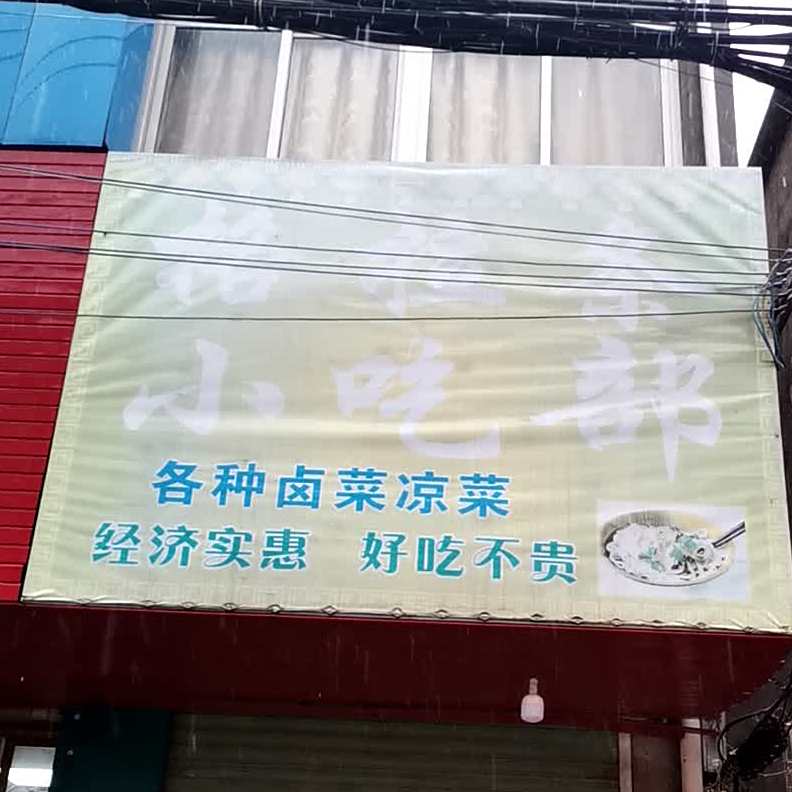 小吃部
各种卤菜凉菜
经济实惠 好吃不贵